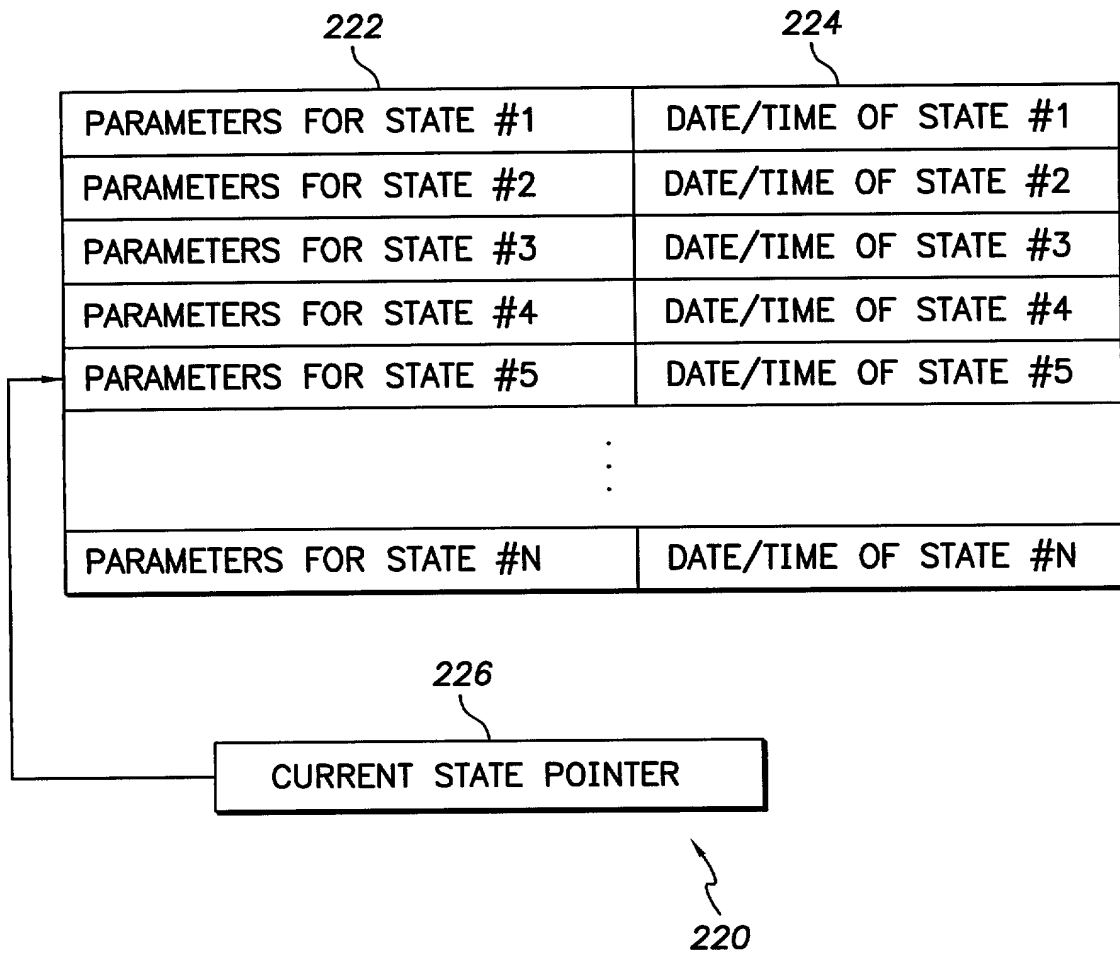 222 224
PARAMETERS FOR STATE #1 DATE/TIME OF STATE #1
PARAMETERS FOR STATE #2 DATE/TIME OF STATE #2
PARAMETERS FOR STATE #3 DATE/TIME OF STATE #3
PARAMETERS FOR STATE #4 DATE/TIME OF STATE #4
PARAMETERS FOR STATE #5 DATE/TIME OF STATE #5
PARAMETERS FOR STATE #N DATE/TIME OF STATE #N
226
CURRENT STATE POINTER
220